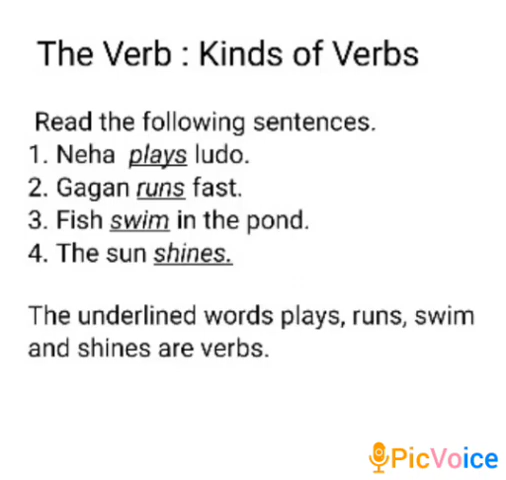 The Verb : Kinds of Verbs
Read the following sentences.
1. Neha plays ludo.
2. Gagan runs fast.
3. Fish swim in the pond.
4. The sun shines.
The underlined words plays, runs, swim
and shines are verbs.
PicVoice